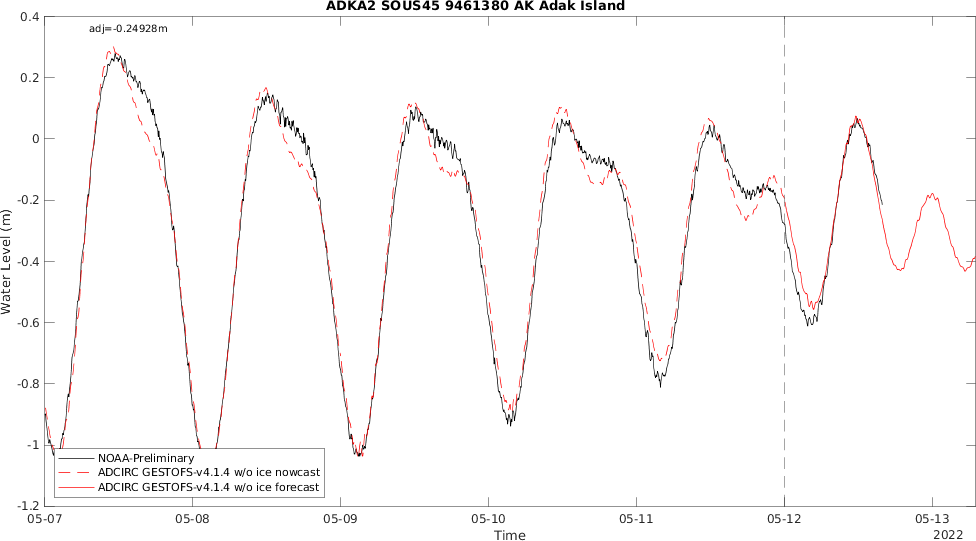 ADKA2 SOUS45 9461380 AK Adak Island
adj=-0.24928m
0.4
0.2
0
-0.2
-0.4
-0.6
-0.8
-1
-1.2
Water Level (m)
NOAA-Preliminary
ADCIRC GESTOFS-v4.1.4 w/o ice nowcast
ADCIRC GESTOFS-v4.1.4 w/o ice forecast
05-07 05-08 05-09 05-10 05-11 05-12 05-13
Time
2022